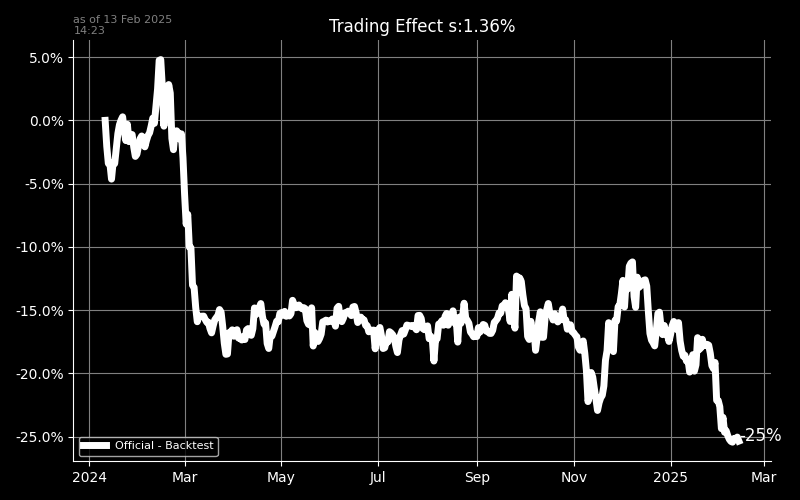 as of 13 Feb 2025
14:23
Trading Effect s:1.36%
5.0%
0.0%
-5.0%
-10.0%
-15.0%
-20.0%
-25.0%
-25%
Official - Backtest
2024 Mar May Jul Sep Nov 2025 Mar